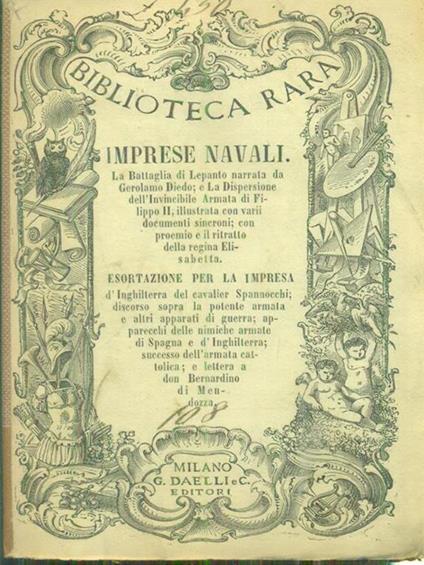 BIBLIOTECA RARA
IMPRESE NAVALI.
La Battaglia di Lepanto narrata da
Gerolamo Diedo; e La Dispersione
dell'Invincibile Armata di Fi-
lippo II, illustrata con varii
documenti sincroni; con
proemio e il ritratto
della regina Eli-
sabetta.
ESORTAZIONE PER LA IMPRESA
d'Inghilterra del cavalier Spannocchi;
discorso sopra la potente armata
e altri apparati di guerra; ap-
parecchi delle nimiche armate
di Spagna e d'Inghilterra;
successo dell'armata cat-
tolica; e lettera a
don Bernardino
di Men-
dozza.
MILANO
G. DAELLI e C.
EDITORI